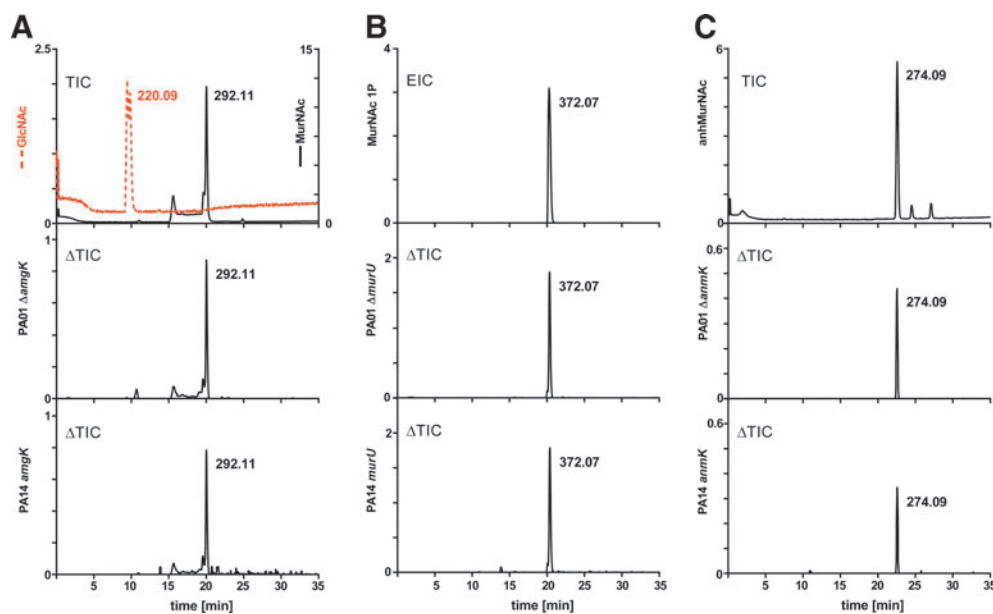 A
B
C
2.5
TIC
15
220.09
292.11
GlcNAc
MurNAc
0
0
4
EIC
372.07
MurNAc 1P
0
6
TIC
274.09
anhMurNAc
0
1
ΔTIC
292.11
PA01 ΔamgK
0
2
ΔTIC
372.07
PA01 ΔmurU
0
0.6
ΔTIC
274.09
PA01 ΔanmK
0
1
ΔTIC
292.11
PA14 amgK
0
5 10 15 20 25 30 35
time [min]
2
ΔTIC
372.07
PA14 murU
0
5 10 15 20 25 30 35
time [min]
0.6
ΔTIC
274.09
PA14 anmK
0
5 10 15 20 25 30 35
time [min]